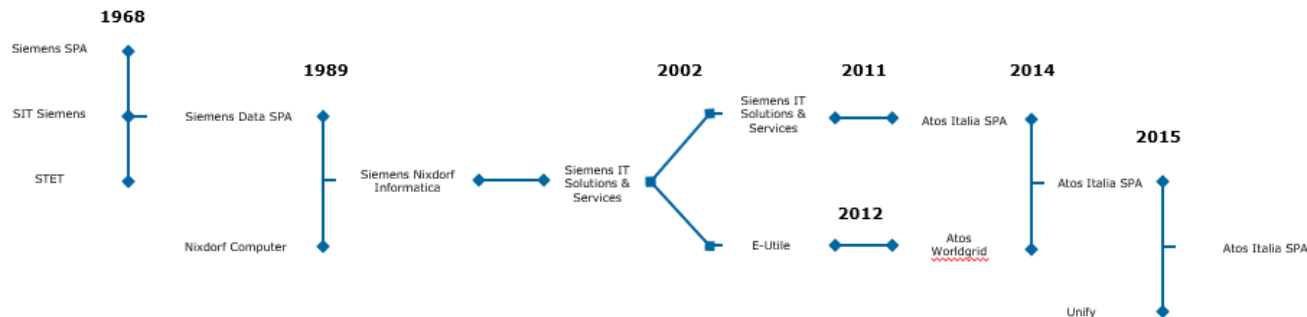 1968
Siemens SPA
SIT Siemens
STET
Siemens Data SPA
1989
Nixdorf Computer
Siemens Nixdorf
Informatica
Siemens IT
Solutions &
Services
2002
Siemens IT
Solutions &
Services
E-Utile
2011
2012
Atos Italia SPA
Atos
Worldgrid
2014
Atos Italia SPA
2015
Unify
Atos Italia SPA